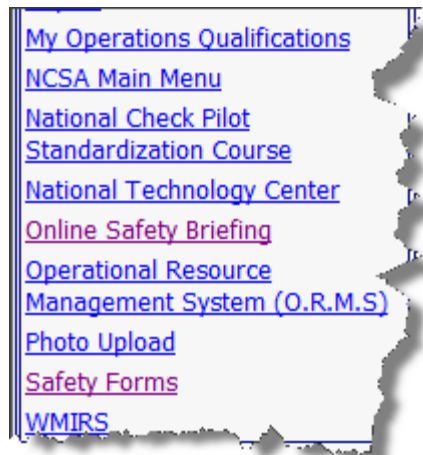 My Operations Qualifications
NCSA Main Menu
National Check Pilot
Standardization Course
National Technology Center
Online Safety Briefing
Operational Resource
Management System (O.R.M.S)
Photo Upload
Safety Forms
WMIRS